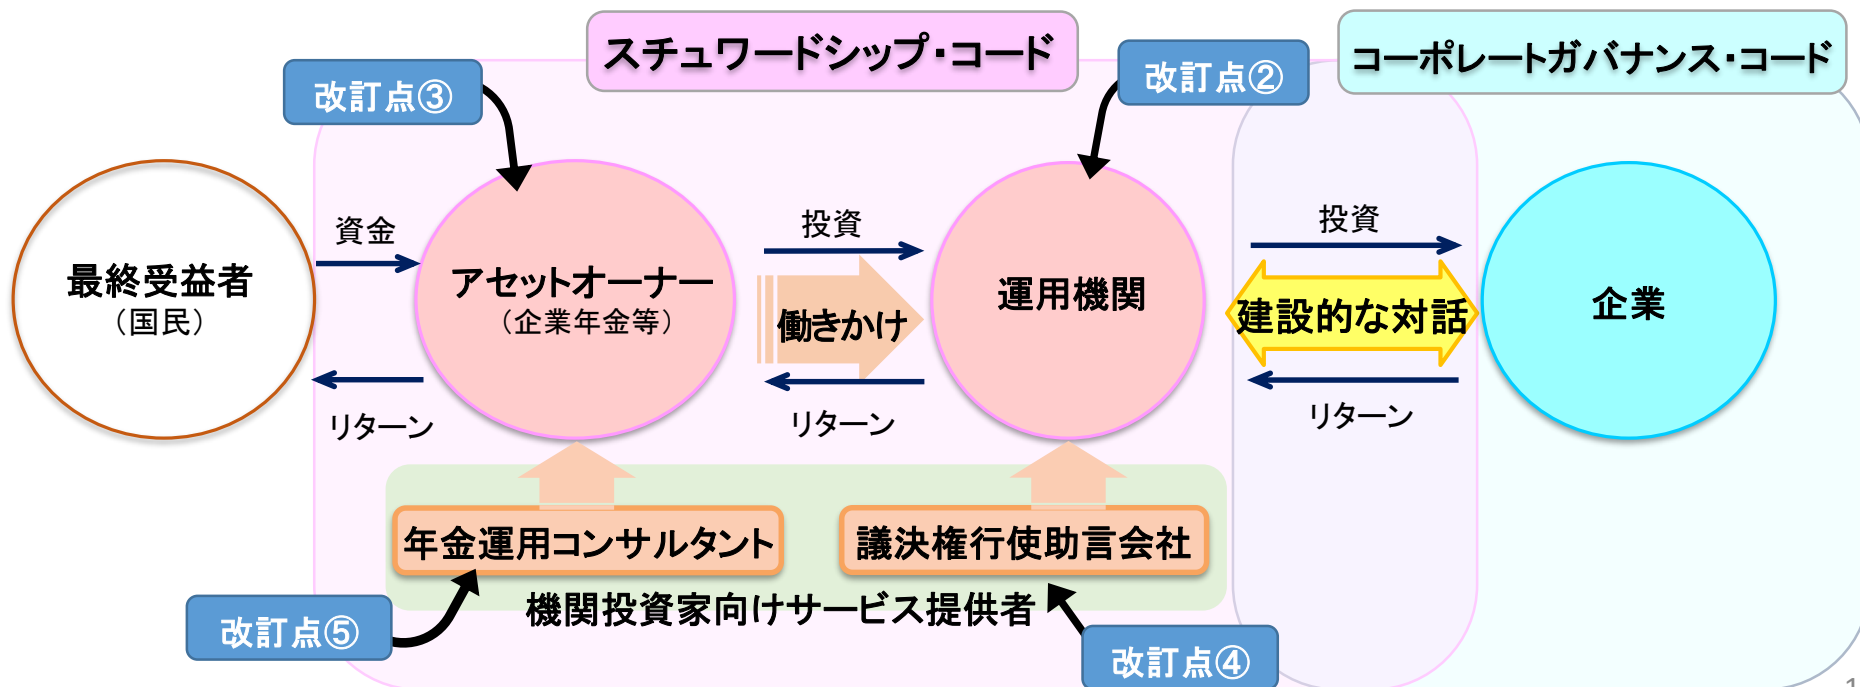 スチュワードシップ・コード
コーポレートガバナンス・コード
改訂点③
改訂点②
最終受益者
（国民）
資金
リターン
アセットオーナー
（企業年金等）
投資
働きかけ
リターン
運用機関
投資
建設的な対話
リターン
企業
年金運用コンサルタント
議決権行使助言会社
機関投資家向けサービス提供者
改訂点⑤
改訂点④
1